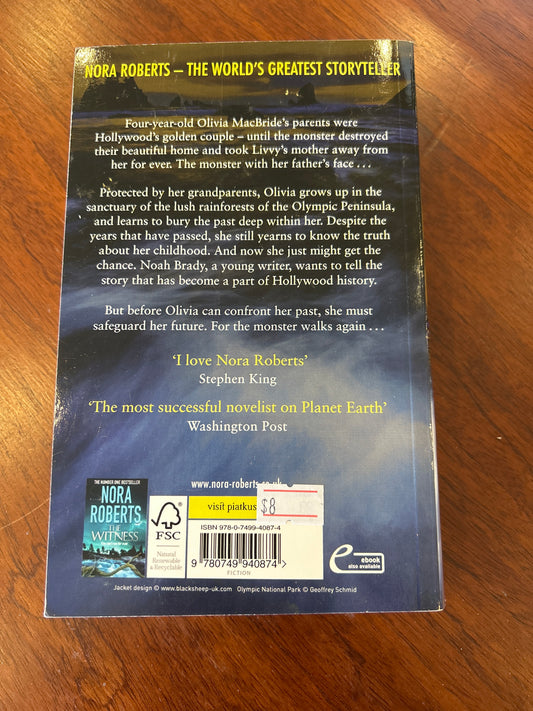 NORA ROBERTS – THE WORLD'S GREATEST STORYTELLER
Four-year-old Olivia MacBride's parents were
Hollywood's golden couple – until the monster destroyed
their beautiful home and took Livvy's mother away from
her for ever. The monster with her father's face . . .
Protected by her grandparents, Olivia grows up in the
sanctuary of the lush rainforests of the Olympic Peninsula,
and learns to bury the past deep within her. Despite the
years that have passed, she still yearns to know the truth
about her childhood. And now she just might get the
chance. Noah Brady, a young writer, wants to tell the
story that has become a part of Hollywood history.
But before Olivia can confront her past, she must
safeguard her future. For the monster walks again . . .
'I love Nora Roberts'
Stephen King
'The most successful novelist on Planet Earth'
Washington Post
www.nora-roberts.co.uk
visit piatkus
$8
ISBN 978-0-7499-4087-4
9 780749 940874 >
FICTION
THE NUMBER ONE BESTSELLER
NORA
ROBERTS
THE
WITNESS
FSC
Natural
Renewable
& Recyclable
ebook
also available
Jacket design © www.blacksheep-uk.com Olympic National Park © Geoffrey Schmid